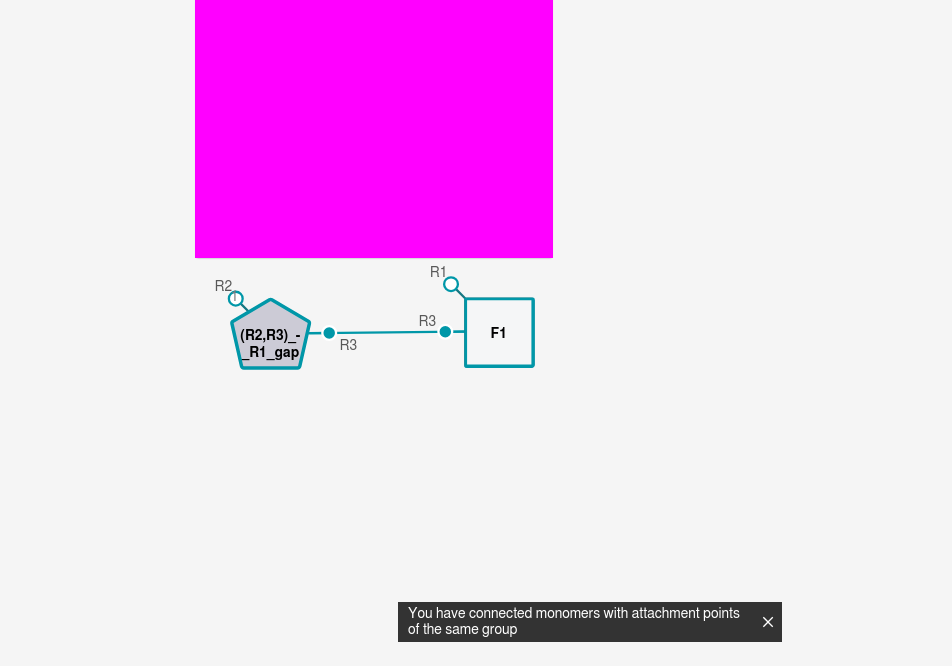 R1
R2
R3
(R2,R3)_-
_R1_gap
R3
F1
You have connected monomers with attachment points
of the same group